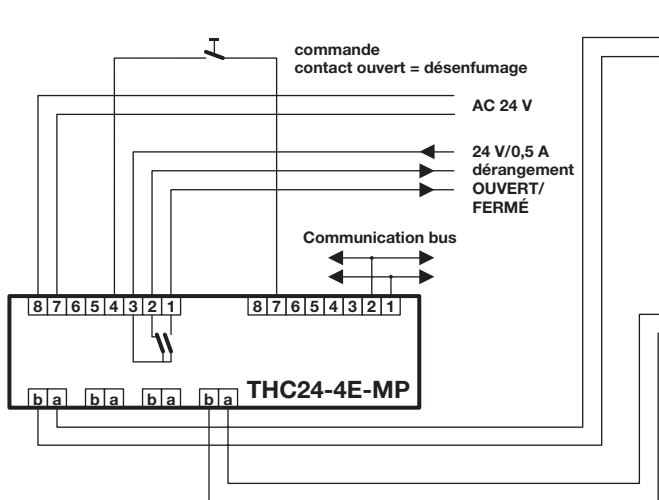 commande
contact ouvert = désenfumage
AC 24 V
24 V/0,5 A
dérangement
OUVERT/
FERMÉ
Communication bus
8 7 6 5 4 3 2 1 8 7 6 5 4 3 2 1
THC24-4E-MP
b a b a b a b a